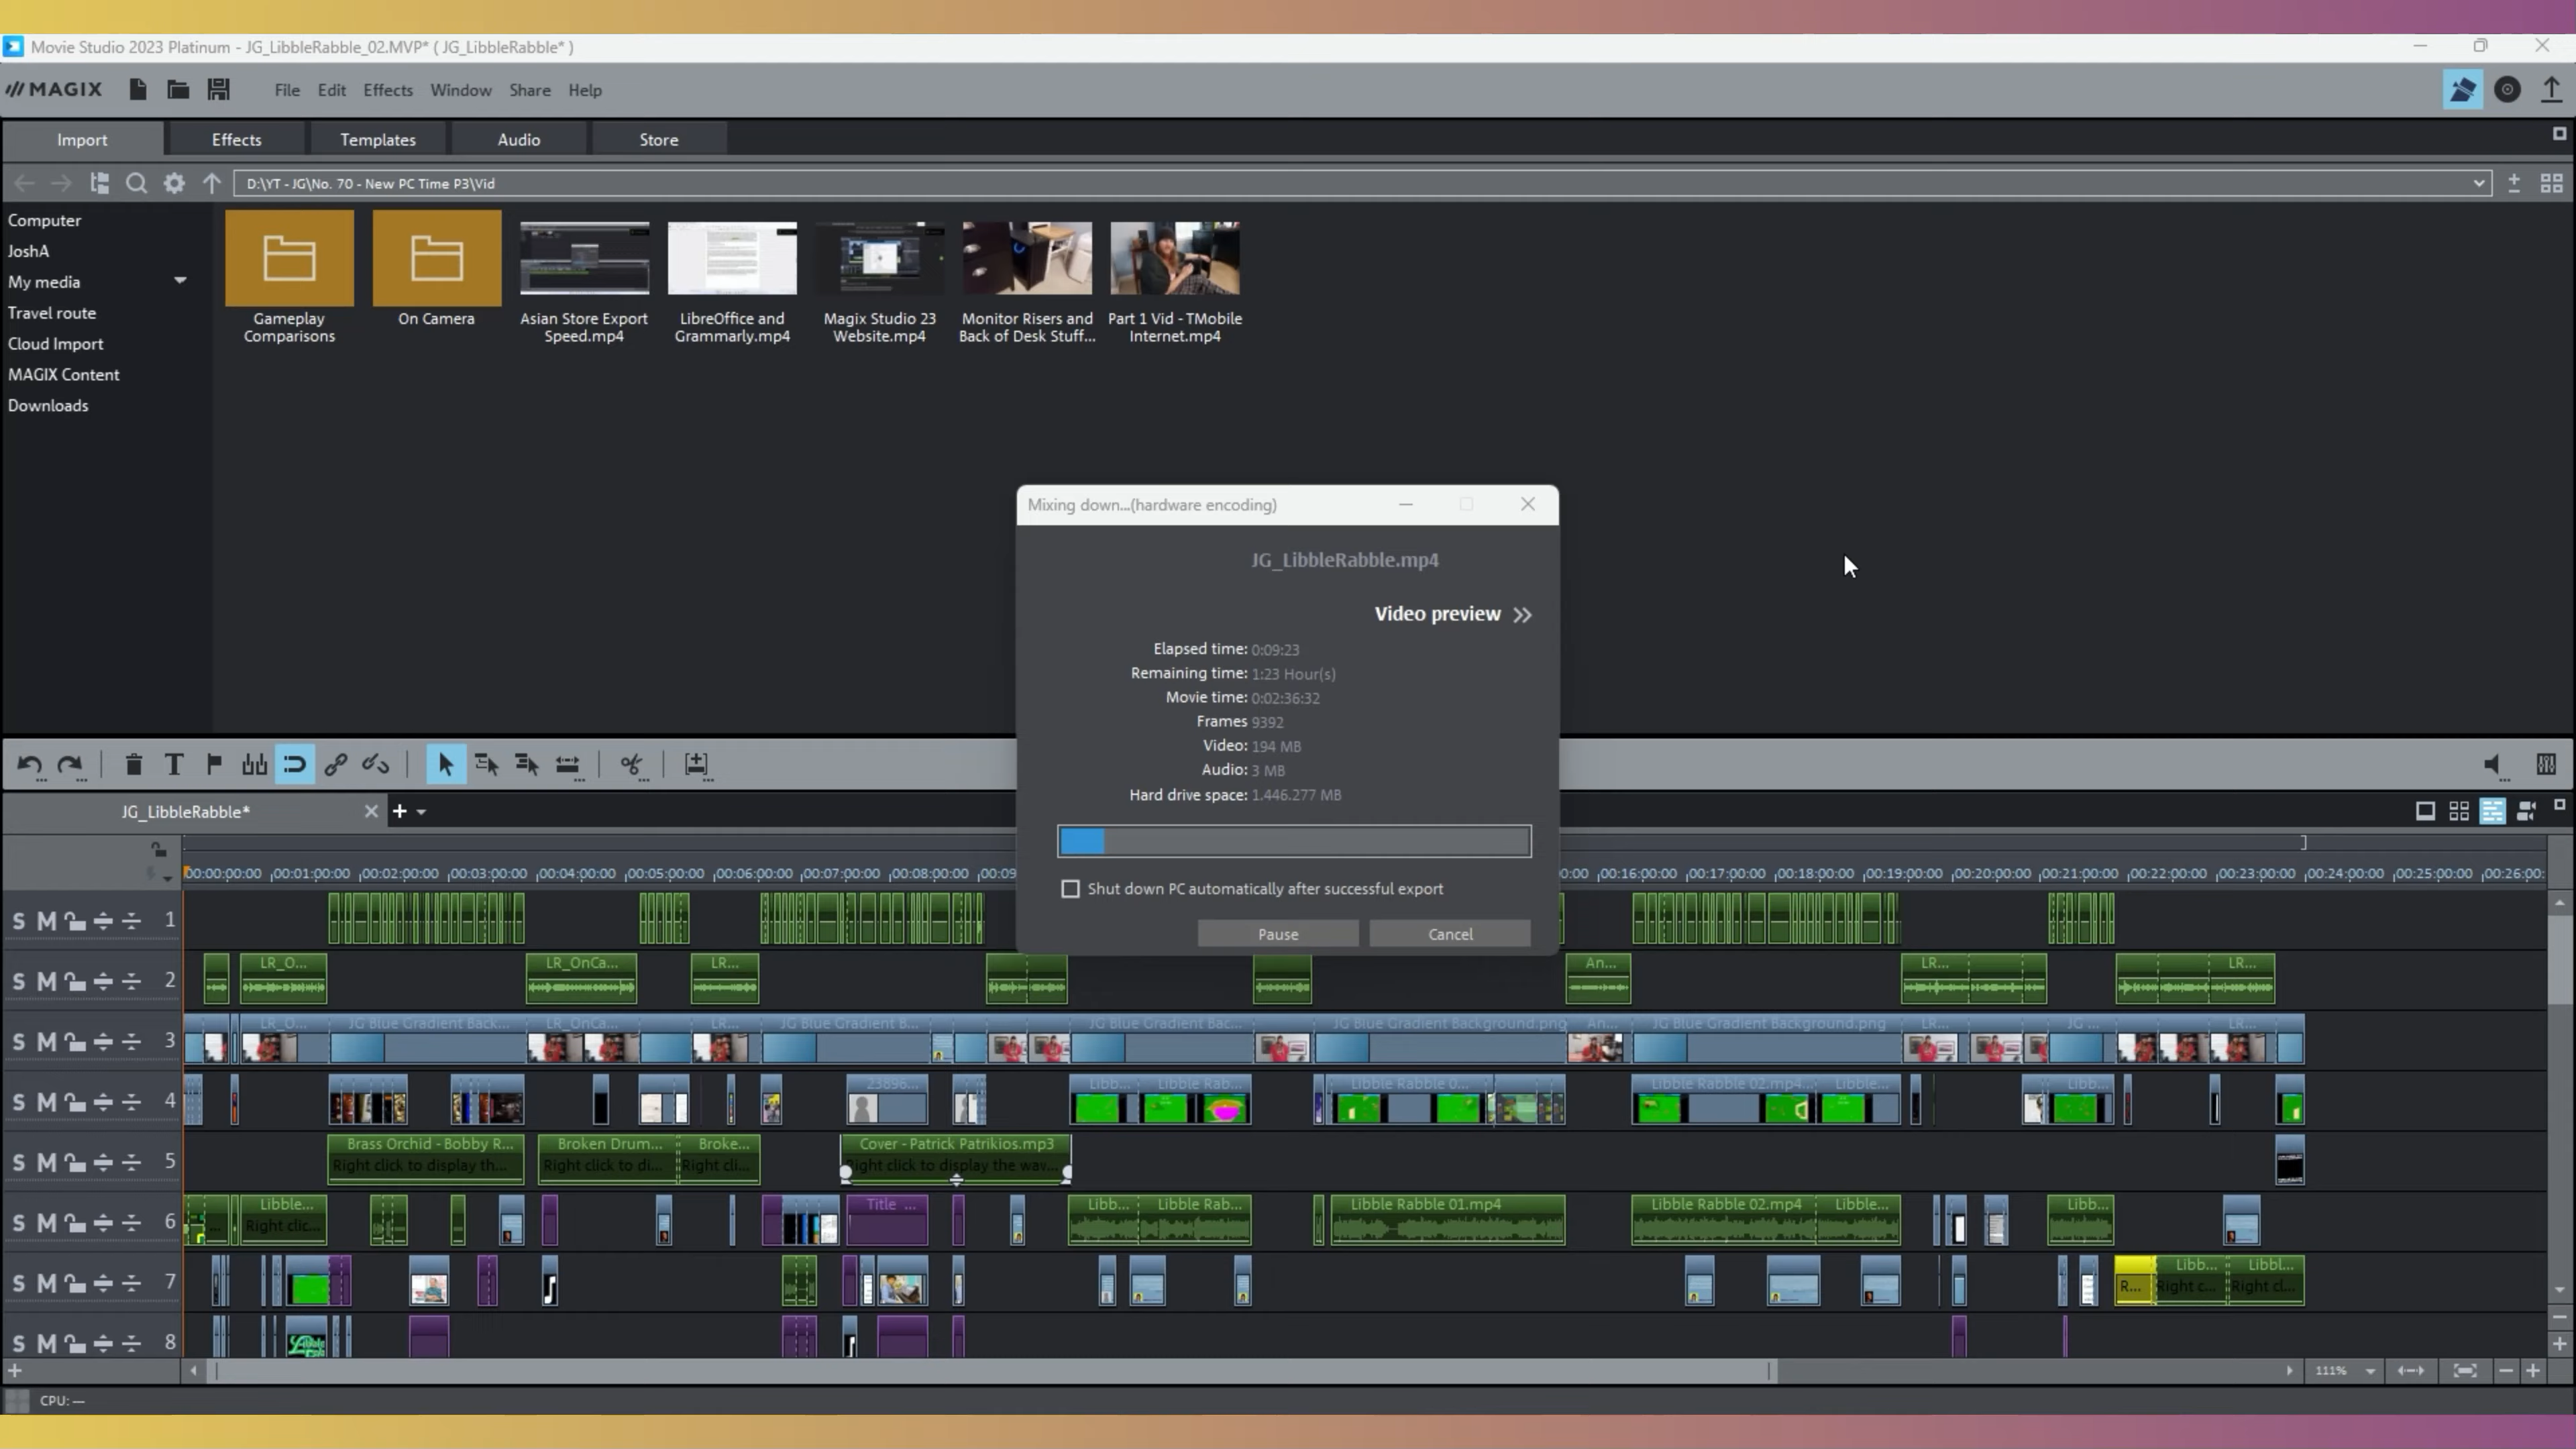 Movie Studio 2023 Platinum - JG_LibbleRabble_02.MVP* ( JG_LibbleRabble* )
MAGIX File Edit Effects Window Share Help
Import Effects Templates Audio Store
D:\YT - JG\No. 70 - New PC Time P3\Vid
Computer
JoshA
My media
Travel route
Cloud Import
MAGIX Content
Downloads
Gameplay
Comparisons
On Camera
Asian Store Export
Speed.mp4
LibreOffice and
Grammarly.mp4
Magix Studio 23
Website.mp4
Monitor Risers and
Back of Desk Stuff...
Part 1 Vid - TMobile
Internet.mp4
Mixing down...(hardware encoding)
JG_LibbleRabble.mp4
Video preview
Elapsed time: 0:09:23
Remaining time: 1:23 Hour(s)
Movie time: 0:02:36:32
Frames 9392
Video: 194 MB
Audio: 3 MB
Hard drive space: 1.446.277 MB
Shut down PC automatically after successful export
Pause Cancel
JG_LibbleRabble*
00:00:00:00 00:01:00:00 00:02:00:00 00:03:00:00 00:04:00:00 00:05:00:00 00:06:00:00 00:07:00:00 00:08:00:00 00:09 0:00 00:16:00:00 00:17:00:00 00:18:00:00 00:19:00:00 00:20:00:00 00:21:00:00 00:22:00:00 00:23:00:00 00:24:00:00 00:25:00:00 00:26:00:
S M 1
S M 2 LR_O... LR_OnCa... LR... An... LR... LR...
S M 3 LR_O... JG Blue Gradient Back... LR_OnCa... LR... JG Blue Gradient B... JG Blue Gradient Bac... JG Blue Gradient Background.png An... JG Blue Gradient Background.png LR... JG ... LR...
S M 4 23896... Libb... Libble Rab... Libble Rabble 0... Libble Rabble 02.mp4... Libble... Libb...
S M 5 Brass Orchid - Bobby R... Broken Drum... Broke... Cover - Patrick Patrikios.mp3
Right click to display th... Right click to di... Right cli... Right click to display the wav...
S M 6 ... Libble... Title ... Libb... Libble Rab... Libble Rabble 01.mp4 Libble Rabble 02.mp4 Libble... Libb...
Right clic...
S M 7 R... Libb... Libbl...
Right c... Right cl...
S M 8
111%
CPU: —